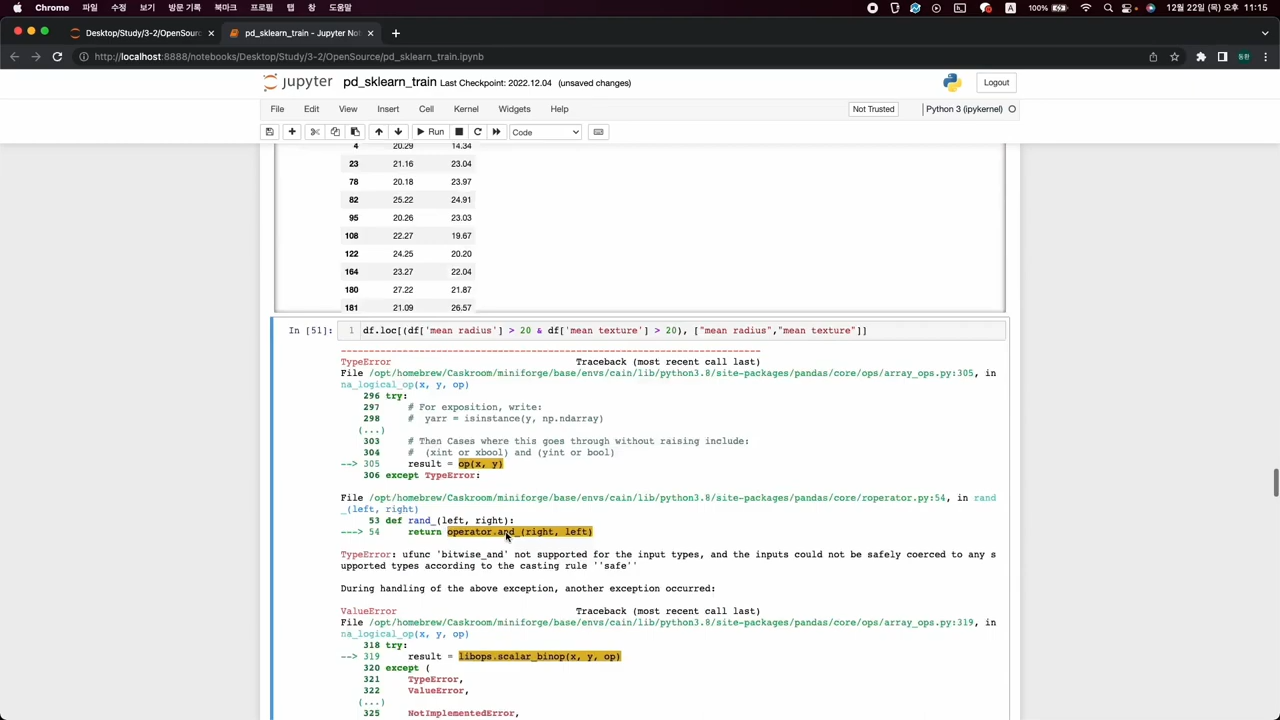 Chrome 파일 수정 보기 방문 기록 북마크 프로필 탭 창 도움말 100% A 12월 22일 (목) 오후 11:15
Desktop/Study/3-2/OpenSourc
pd_sklearn_train - Jupyter Not
http://localhost:8888/notebooks/Desktop/Study/3-2/OpenSource/pd_sklearn_train.ipynb
jupyter pd_sklearn_train Last Checkpoint: 2022.12.04 (unsaved changes) Logout
File Edit View Insert Cell Kernel Widgets Help Not Trusted Python 3 (ipykernel)
Run Code
4 20.29 14.34
23 21.16 23.04
78 20.18 23.97
82 25.22 24.91
95 20.26 23.03
108 22.27 19.67
122 24.25 20.20
164 23.27 22.04
180 27.22 21.87
181 21.09 26.57
In [51]: 1 df.loc[(df['mean radius'] > 20 & df['mean texture'] > 20), ["mean radius","mean texture"]]
---------------------------------------------------------------------------
TypeError Traceback (most recent call last)
File /opt/homebrew/Caskroom/miniforge/base/envs/cain/lib/python3.8/site-packages/pandas/core/ops/array_ops.py:305, in
na_logical_op(x, y, op)
296 try:
297 # For exposition, write:
298 # yarr = isinstance(y, np.ndarray)
(...)
303 # Then Cases where this goes through without raising include:
304 # (xint or xbool) and (yint or bool)
--> 305 result = op(x, y)
306 except TypeError:
File /opt/homebrew/Caskroom/miniforge/base/envs/cain/lib/python3.8/site-packages/pandas/core/roperator.py:54, in rand
_(left, right)
53 def rand_(left, right):
---> 54 return operator.and_(right, left)
TypeError: ufunc 'bitwise_and' not supported for the input types, and the inputs could not be safely coerced to any s
upported types according to the casting rule ''safe''
During handling of the above exception, another exception occurred:
ValueError Traceback (most recent call last)
File /opt/homebrew/Caskroom/miniforge/base/envs/cain/lib/python3.8/site-packages/pandas/core/ops/array_ops.py:319, in
na_logical_op(x, y, op)
318 try:
--> 319 result = libops.scalar_binop(x, y, op)
320 except (
321 TypeError,
322 ValueError,
(...)
325 NotImplementedError,